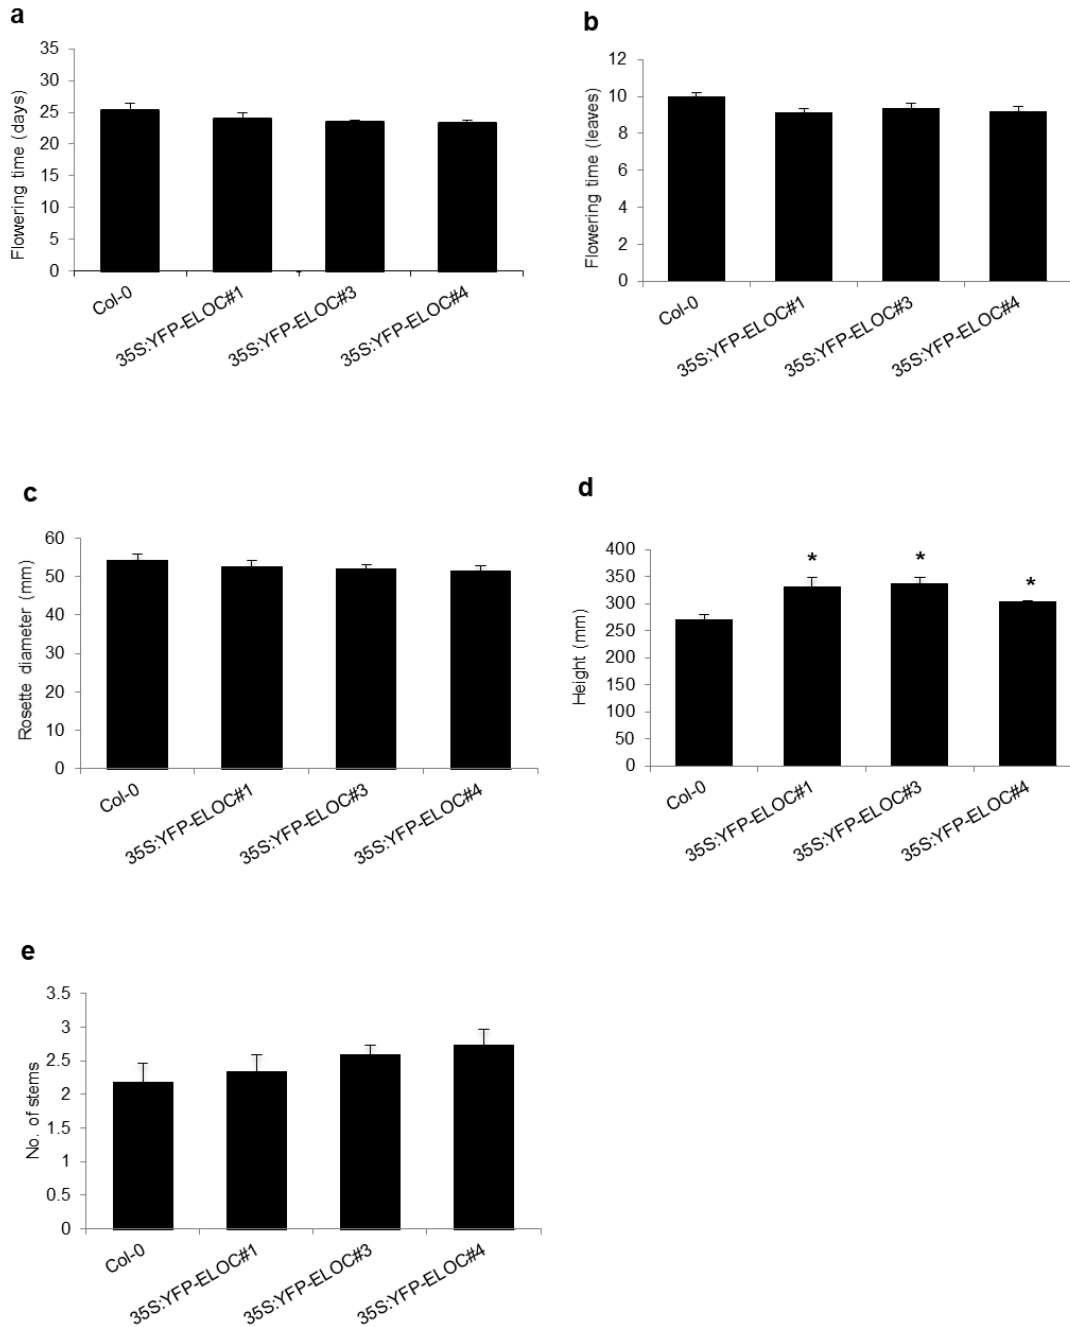 a
Flowering time (days)
35
30
25
20
15
10
5
0
Col-0
35S:YFP-ELOC#1
35S:YFP-ELOC#3
35S:YFP-ELOC#4
b
Flowering time (leaves)
12
10
8
6
4
2
0
Col-0
35S:YFP-ELOC#1
35S:YFP-ELOC#3
35S:YFP-ELOC#4
c
Rosette diameter (mm)
60
50
40
30
20
10
0
Col-0
35S:YFP-ELOC#1
35S:YFP-ELOC#3
35S:YFP-ELOC#4
d
Height (mm)
400
350
300
250
200
150
100
50
0
*
*
*
Col-0
35S:YFP-ELOC#1
35S:YFP-ELOC#3
35S:YFP-ELOC#4
e
No. of stems
3.5
3
2.5
2
1.5
1
0.5
0
Col-0
35S:YFP-ELOC#1
35S:YFP-ELOC#3
35S:YFP-ELOC#4